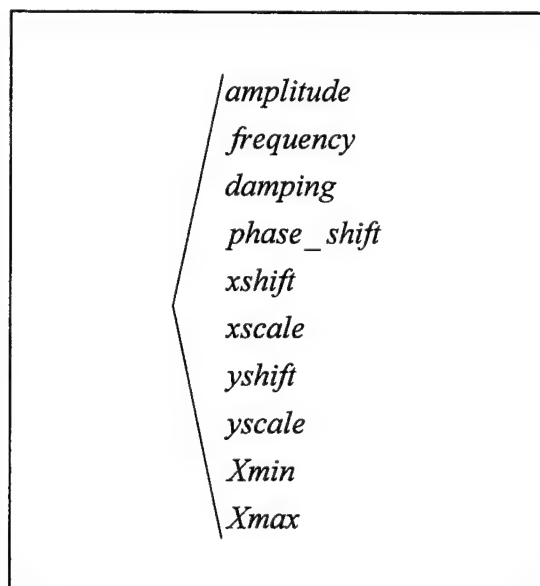 amplitude
frequency
damping
phase_shift
xshift
xscale
yshift
yscale
Xmin
Xmax